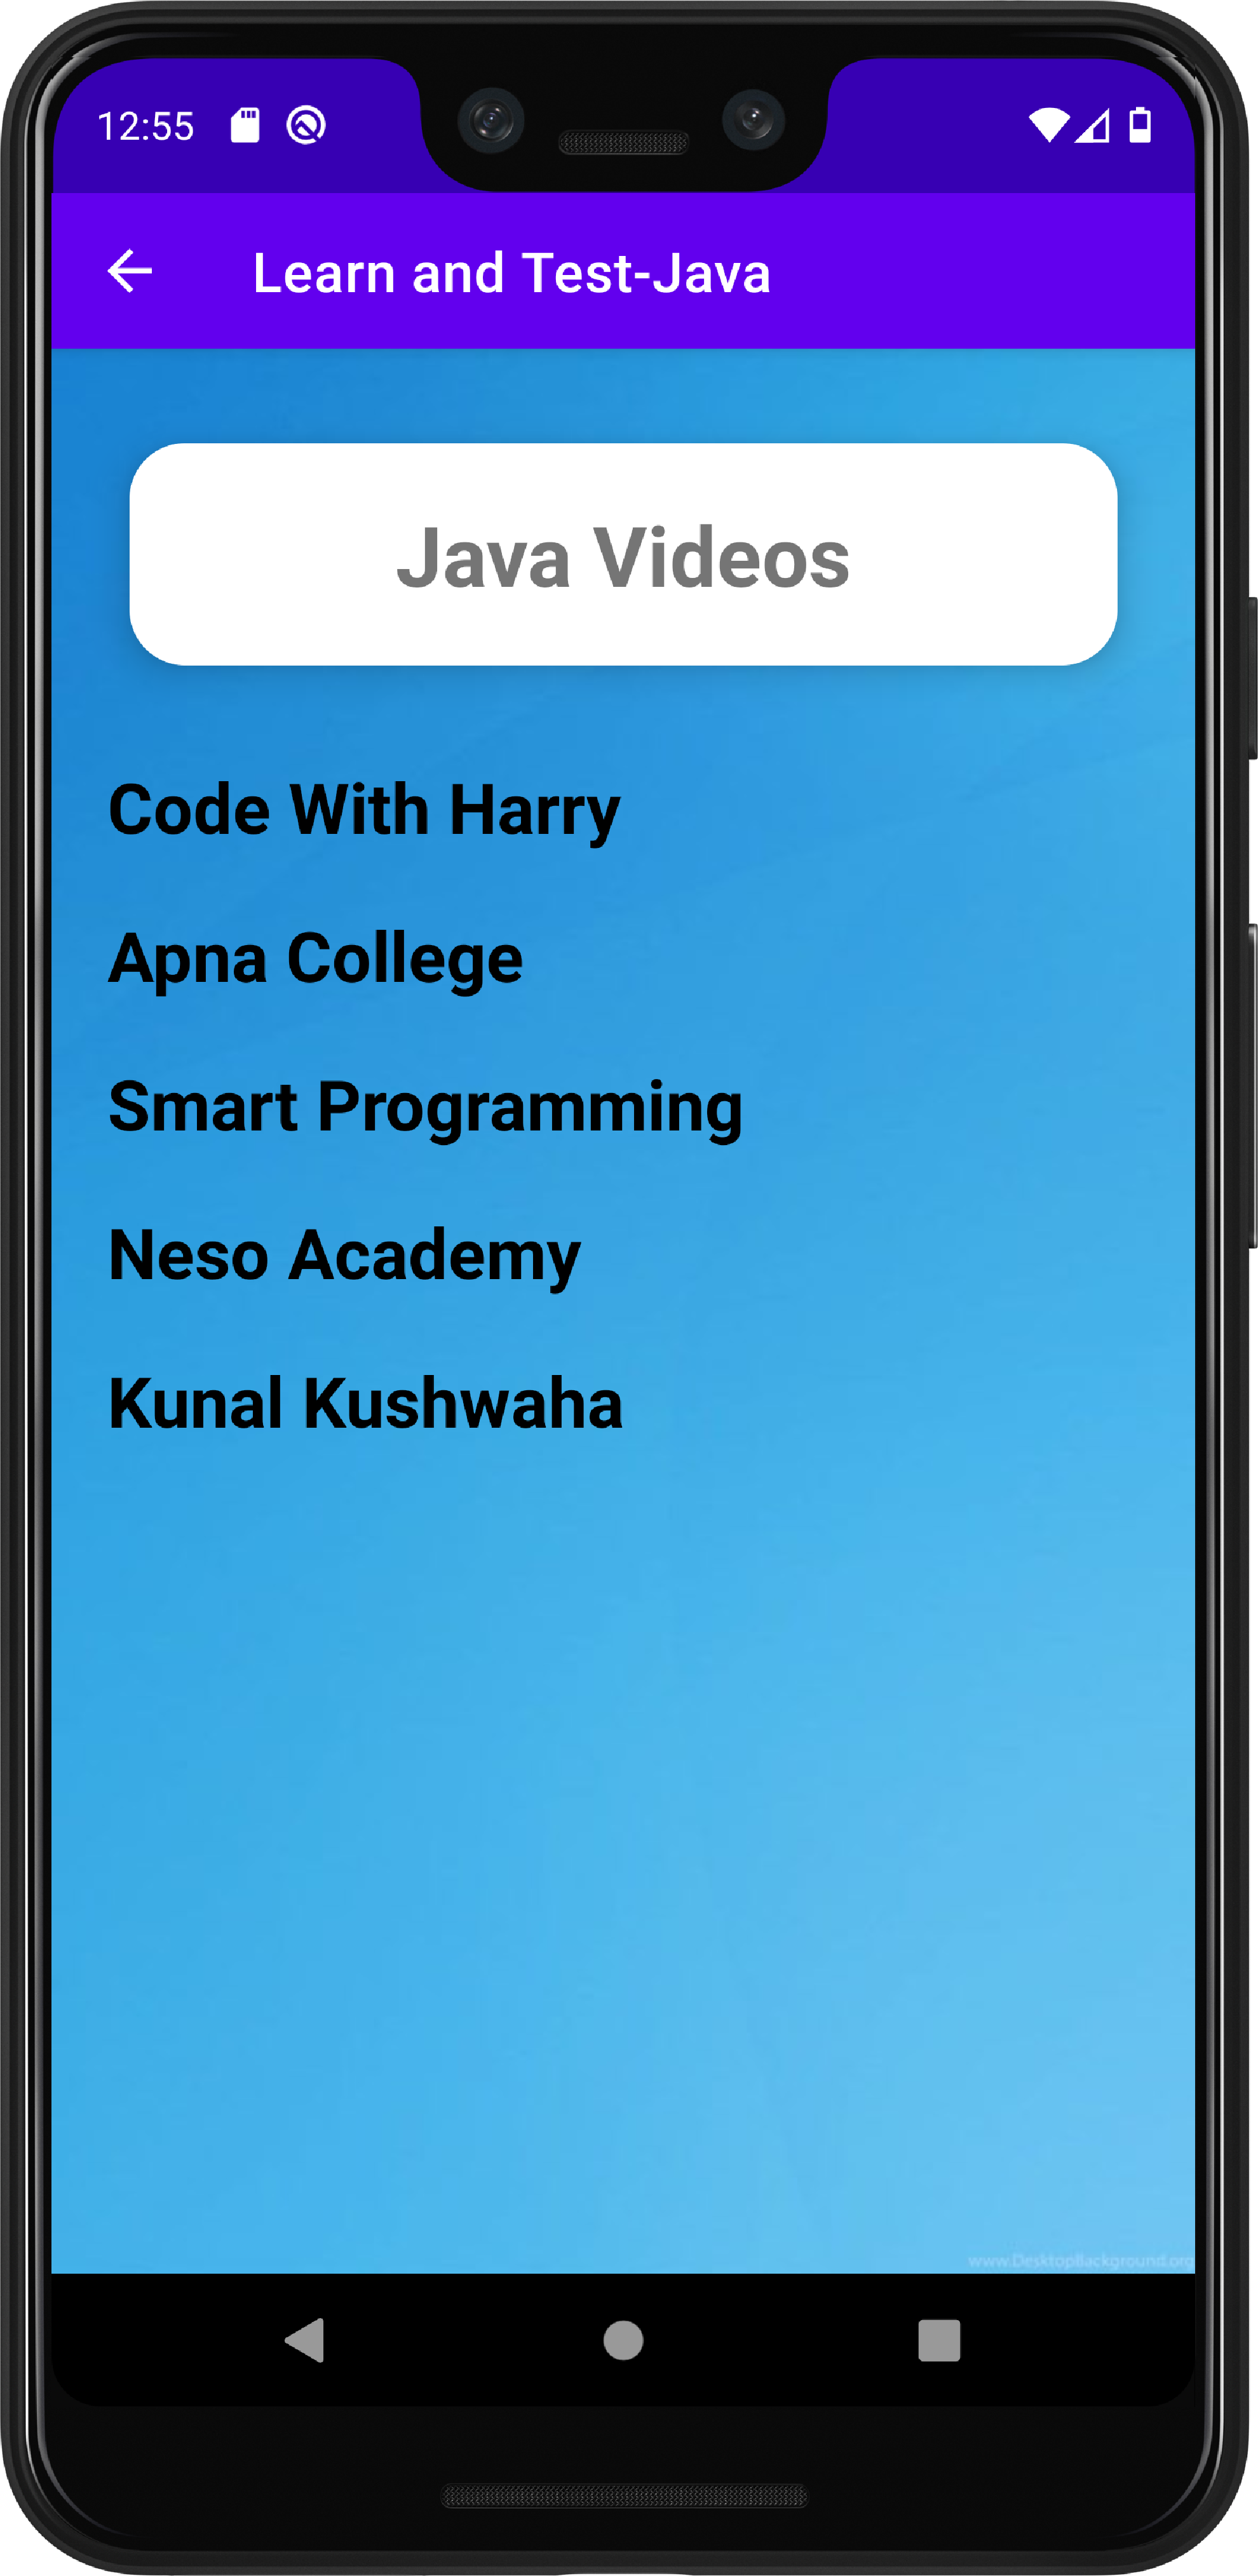 12:55
Learn and Test-Java
Java Videos
Code With Harry
Apna College
Smart Programming
Neso Academy
Kunal Kushwaha
www.DesktopBackground.org